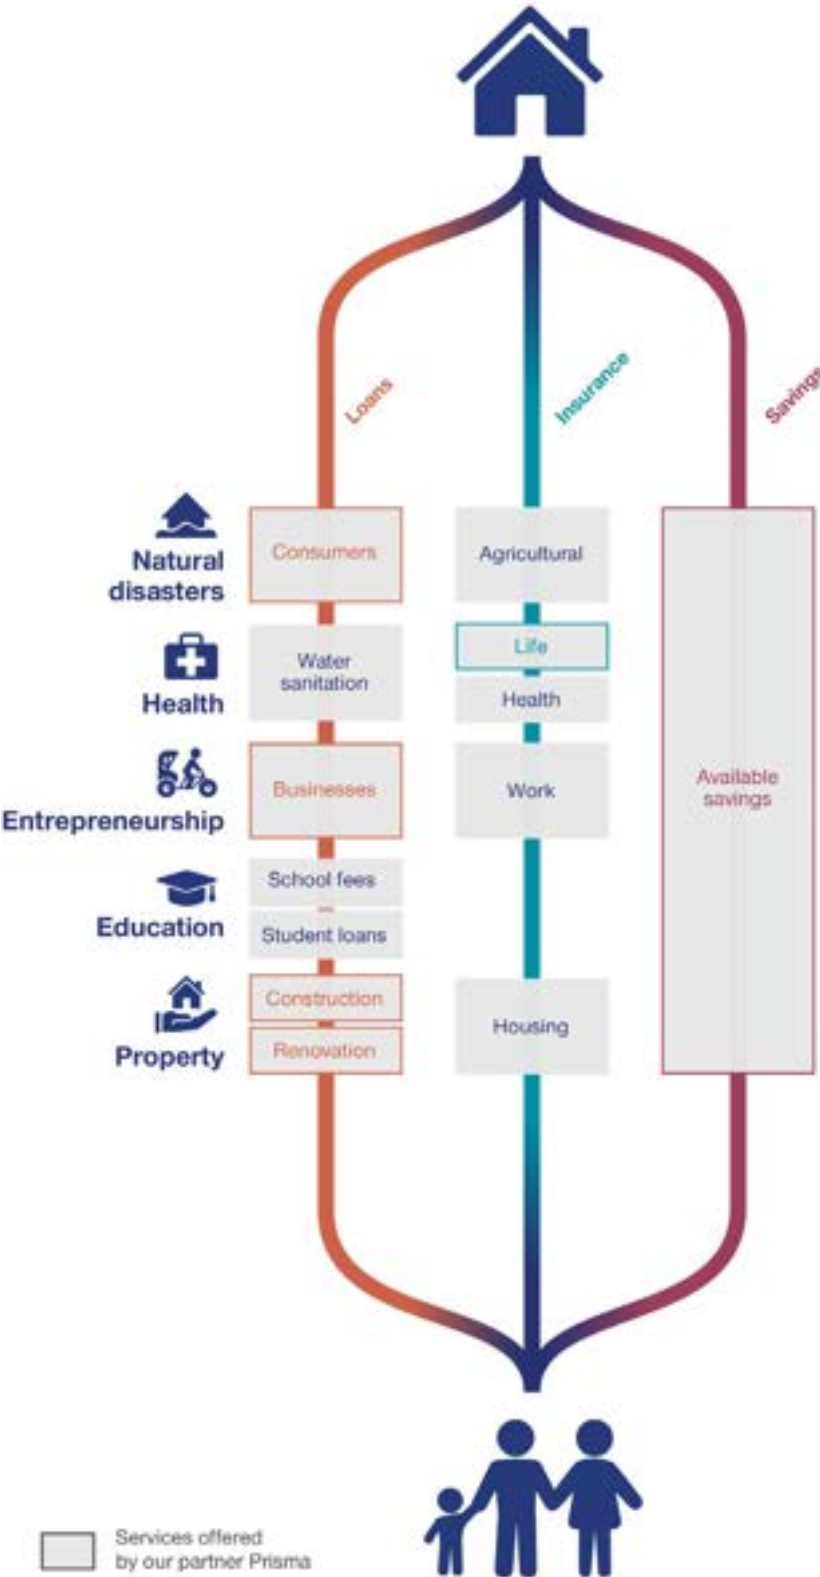 Loans
Insurance
Savings
Natural
disasters
Consumers
Agricultural
Health
Water
sanitation
Life
Health
Entrepreneurship
Businesses
Work
Available
savings
Education
School fees
Student loans
Property
Construction
Renovation
Housing
Services offered
by our partner Prisma